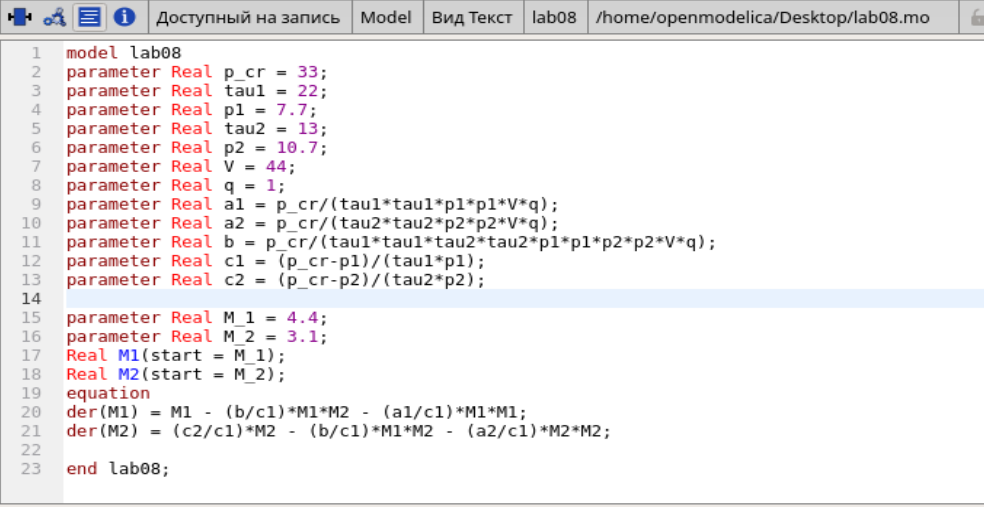 Доступный на запись Model Вид Текст lab08 /home/openmodelica/Desktop/lab08.mo
1 model lab08
2 parameter Real p_cr = 33;
3 parameter Real tau1 = 22;
4 parameter Real p1 = 7.7;
5 parameter Real tau2 = 13;
6 parameter Real p2 = 10.7;
7 parameter Real V = 44;
8 parameter Real q = 1;
9 parameter Real a1 = p_cr/(tau1*tau1*p1*p1*V*q);
10 parameter Real a2 = p_cr/(tau2*tau2*p2*p2*V*q);
11 parameter Real b = p_cr/(tau1*tau1*tau2*tau2*p1*p1*p2*p2*V*q);
12 parameter Real c1 = (p_cr-p1)/(tau1*p1);
13 parameter Real c2 = (p_cr-p2)/(tau2*p2);
14
15 parameter Real M_1 = 4.4;
16 parameter Real M_2 = 3.1;
17 Real M1(start = M_1);
18 Real M2(start = M_2);
19 equation
20 der(M1) = M1 - (b/c1)*M1*M2 - (a1/c1)*M1*M1;
21 der(M2) = (c2/c1)*M2 - (b/c1)*M1*M2 - (a2/c1)*M2*M2;
22
23 end lab08;